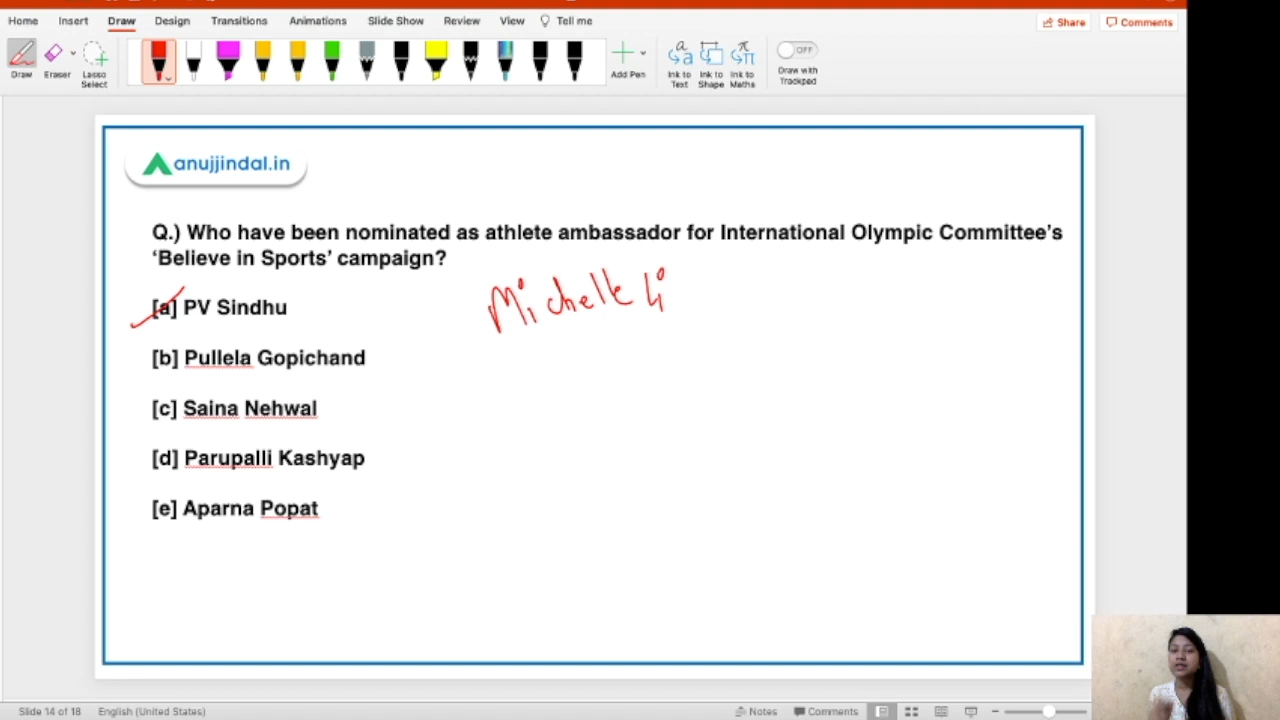 Home Insert Draw Design Transitions Animations Slide Show Review View Tell me Share Comments
Draw Eraser Lasso Select Add Pen Ink to Text Ink to Shape Ink to Maths OFF Draw with Trackpad
anujjindal.in
Q.) Who have been nominated as athlete ambassador for International Olympic Committee's
‘Believe in Sports’ campaign?
Michelle Li
[a] PV Sindhu
[b] Pullela Gopichand
[c] Saina Nehwal
[d] Parupalli Kashyap
[e] Aparna Popat
Slide 14 of 18 English (United States) Notes Comments